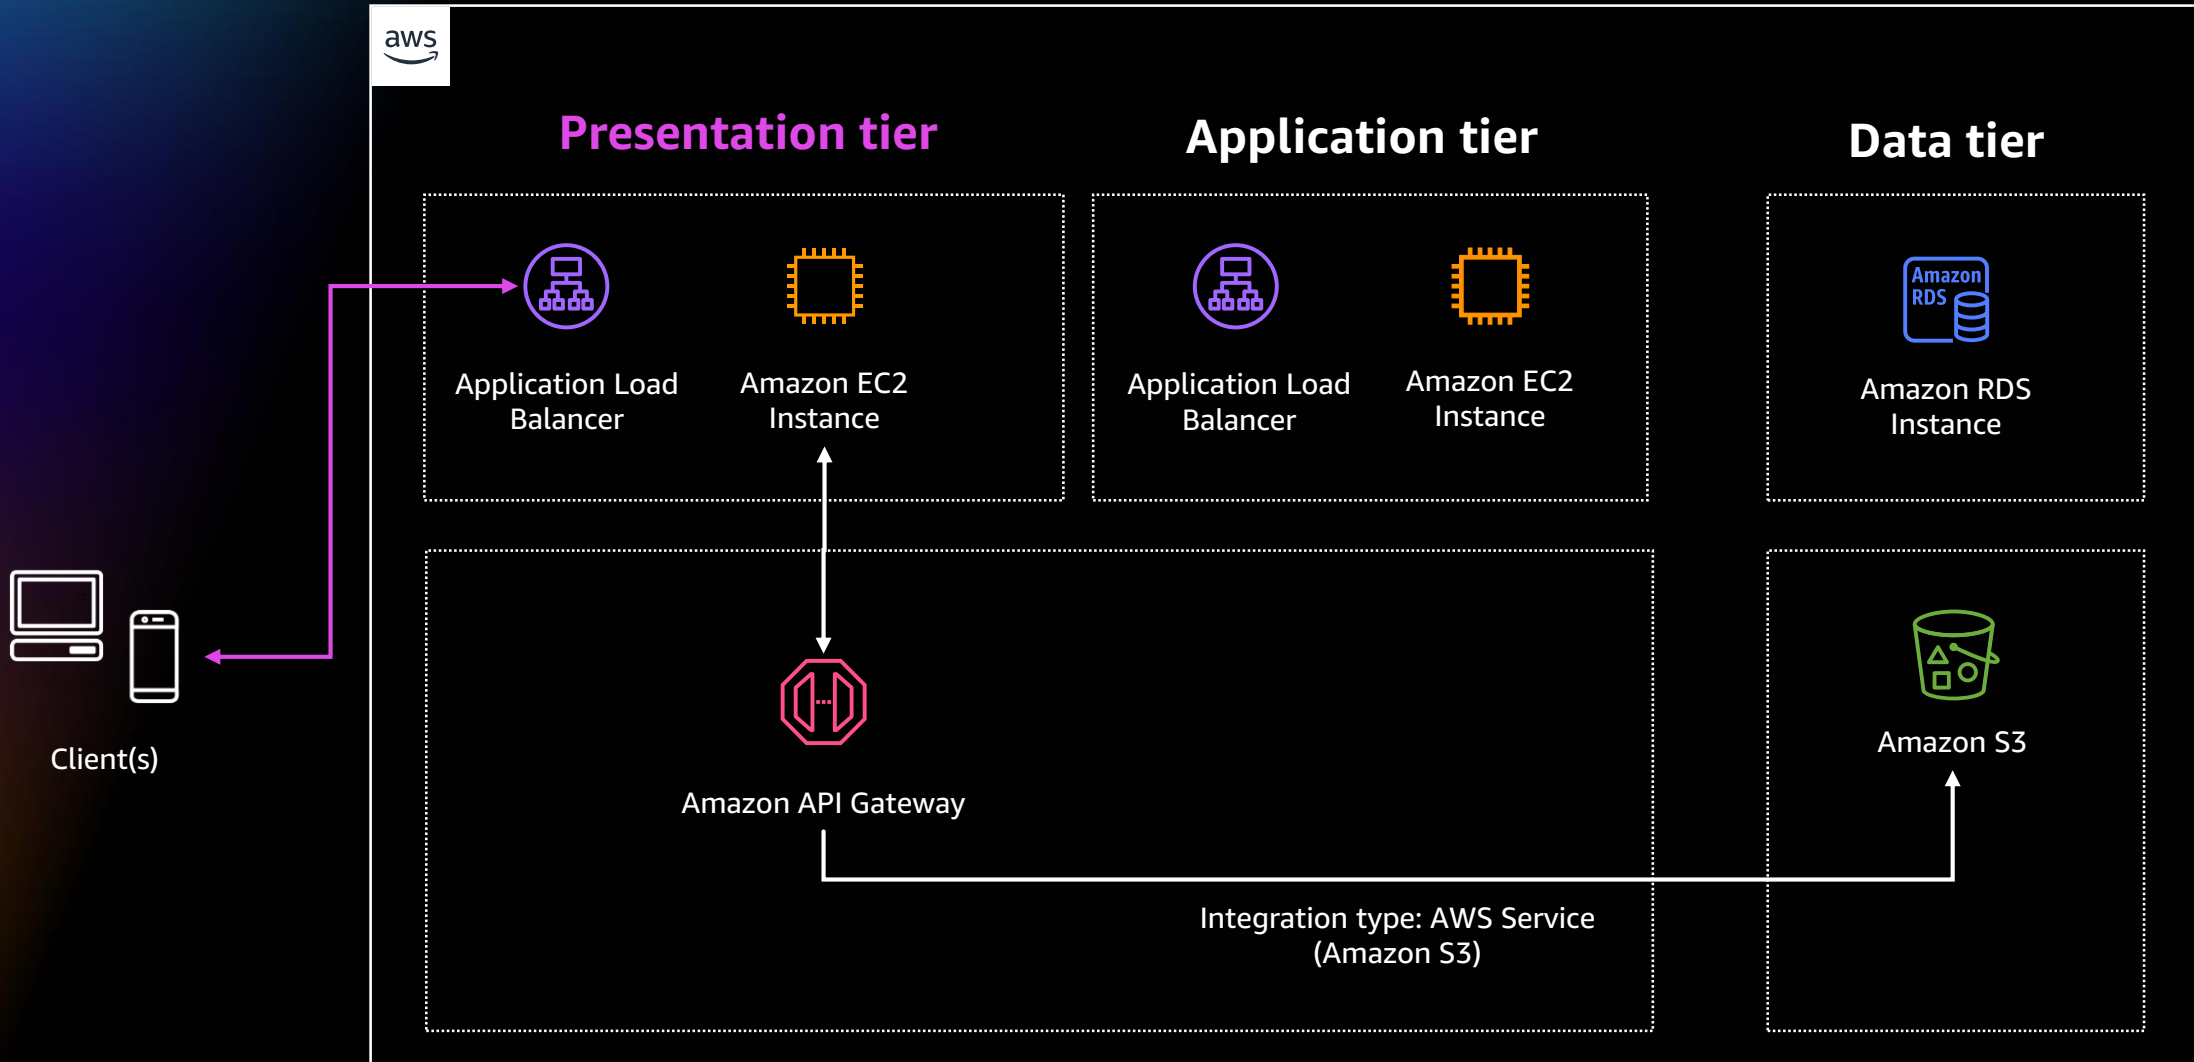 aws
Presentation tier
Application tier
Data tier
Application Load
Balancer
Amazon EC2
Instance
Application Load
Balancer
Amazon EC2
Instance
Amazon
RDS
Amazon RDS
Instance
Client(s)
Amazon API Gateway
Amazon S3
Integration type: AWS Service
(Amazon S3)